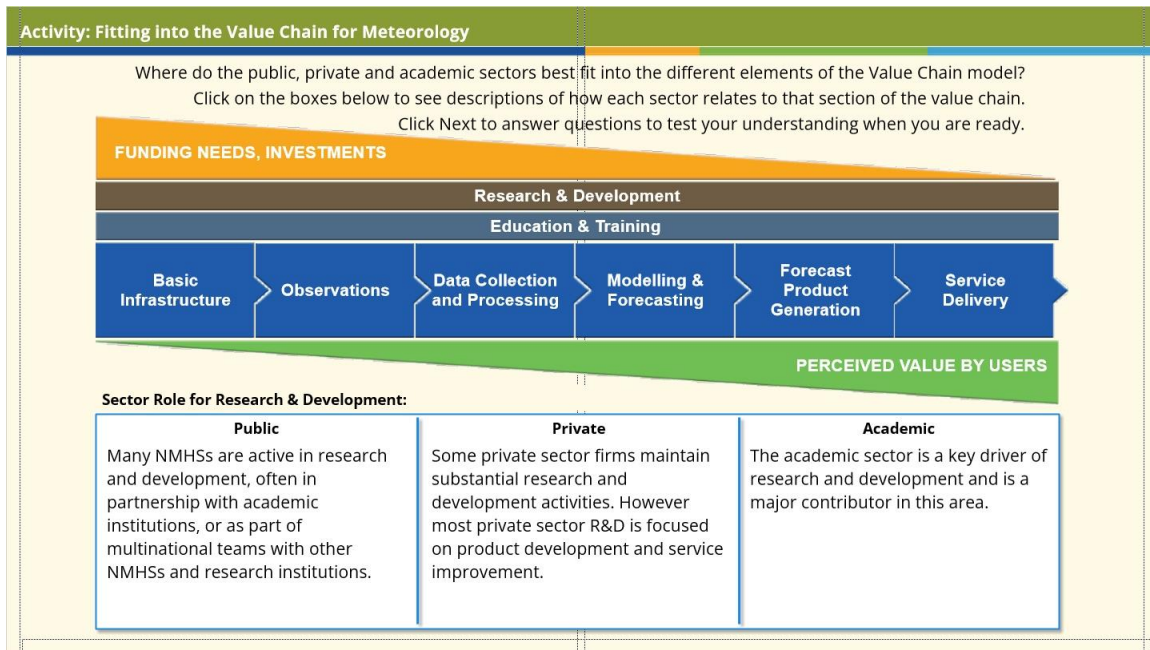 Activity: Fitting into the Value Chain for Meteorology
Where do the public, private and academic sectors best fit into the different elements of the Value Chain model?
Click on the boxes below to see descriptions of how each sector relates to that section of the value chain.
Click Next to answer questions to test your understanding when you are ready.
FUNDING NEEDS, INVESTMENTS
Research & Development
Education & Training
Basic
Infrastructure
Observations
Data Collection
and Processing
Modelling &
Forecasting
Forecast
Product
Generation
Service
Delivery
PERCEIVED VALUE BY USERS
Sector Role for Research & Development:
Public
Many NMHSs are active in research
and development, often in
partnership with academic
institutions, or as part of
multinational teams with other
NMHSs and research institutions.
Private
Some private sector firms maintain
substantial research and
development activities. However
most private sector R&D is focused
on product development and service
improvement.
Academic
The academic sector is a key driver of
research and development and is a
major contributor in this area.